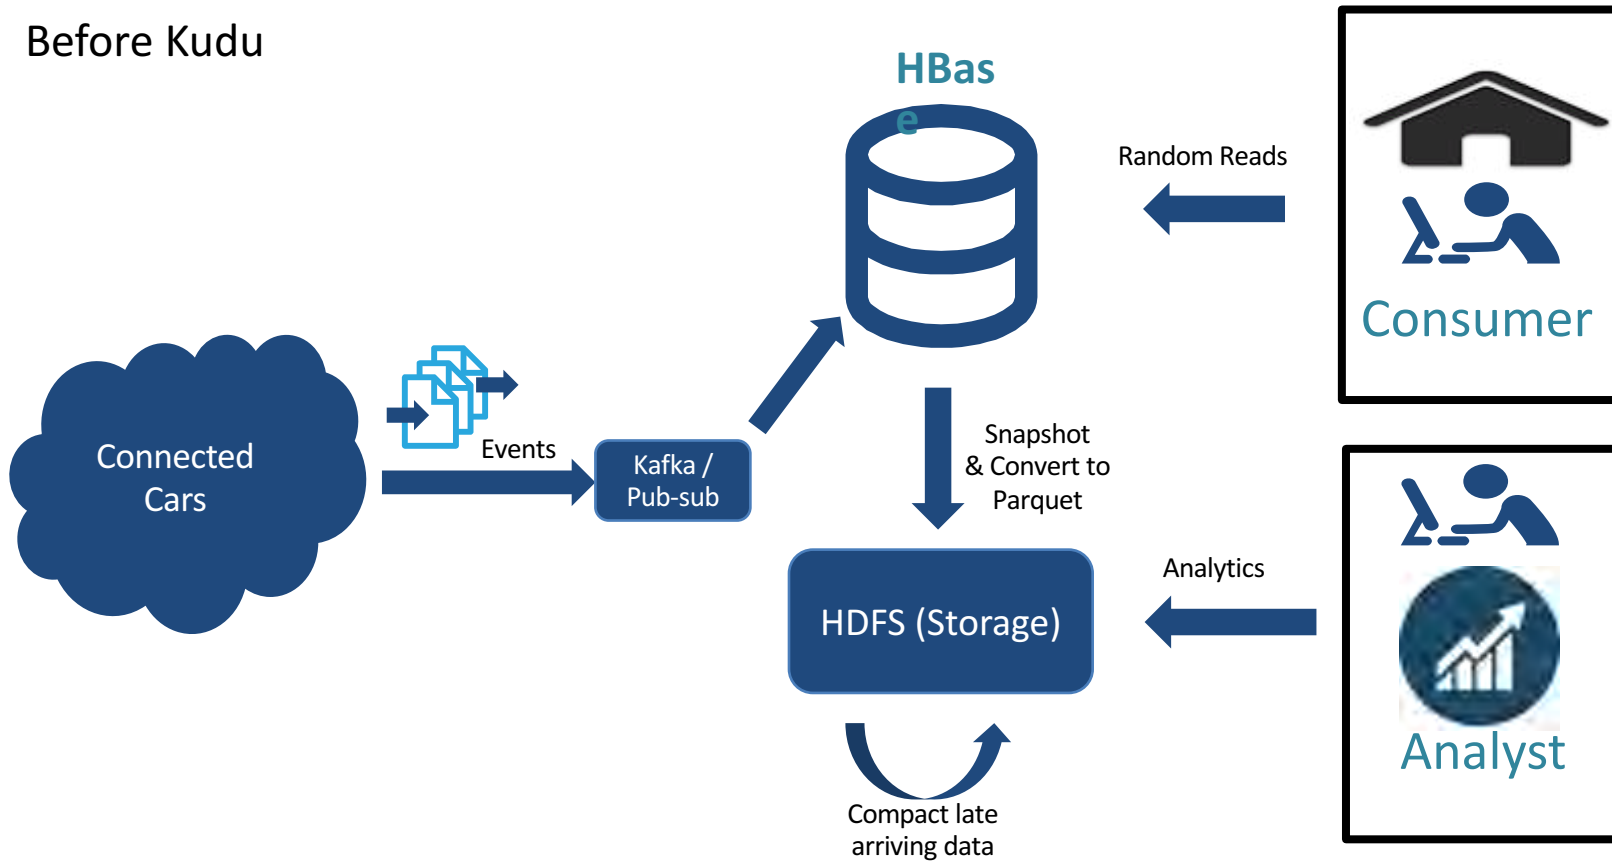 Before Kudu
HBas
e
Random Reads
Consumer
Connected
Cars
Events
Kafka /
Pub-sub
Snapshot
& Convert to
Parquet
HDFS (Storage)
Analytics
Analyst
Compact late
arriving data